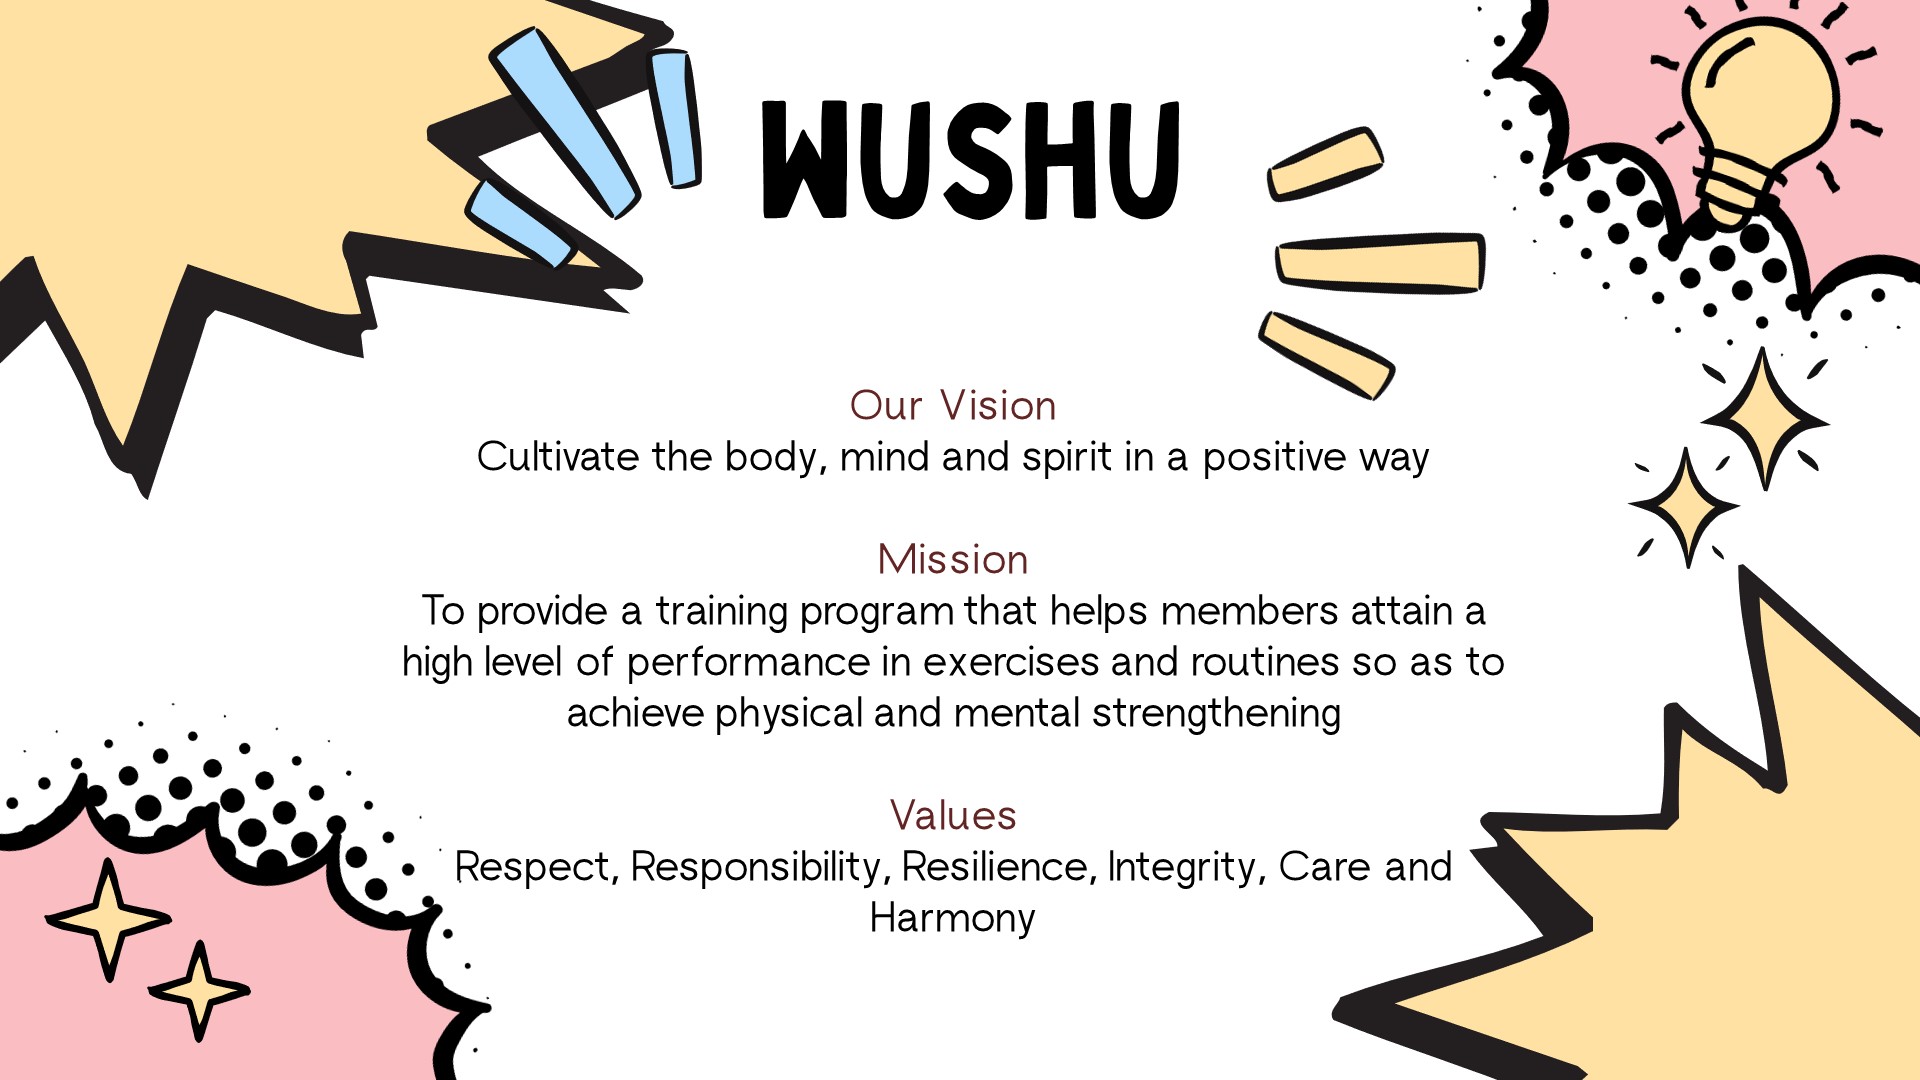 WUSHU
Our Vision
Cultivate the body, mind and spirit in a positive way
Mission
To provide a training program that helps members attain a
high level of performance in exercises and routines so as to
achieve physical and mental strengthening
Values
Respect, Responsibility, Resilience, Integrity, Care and
Harmony